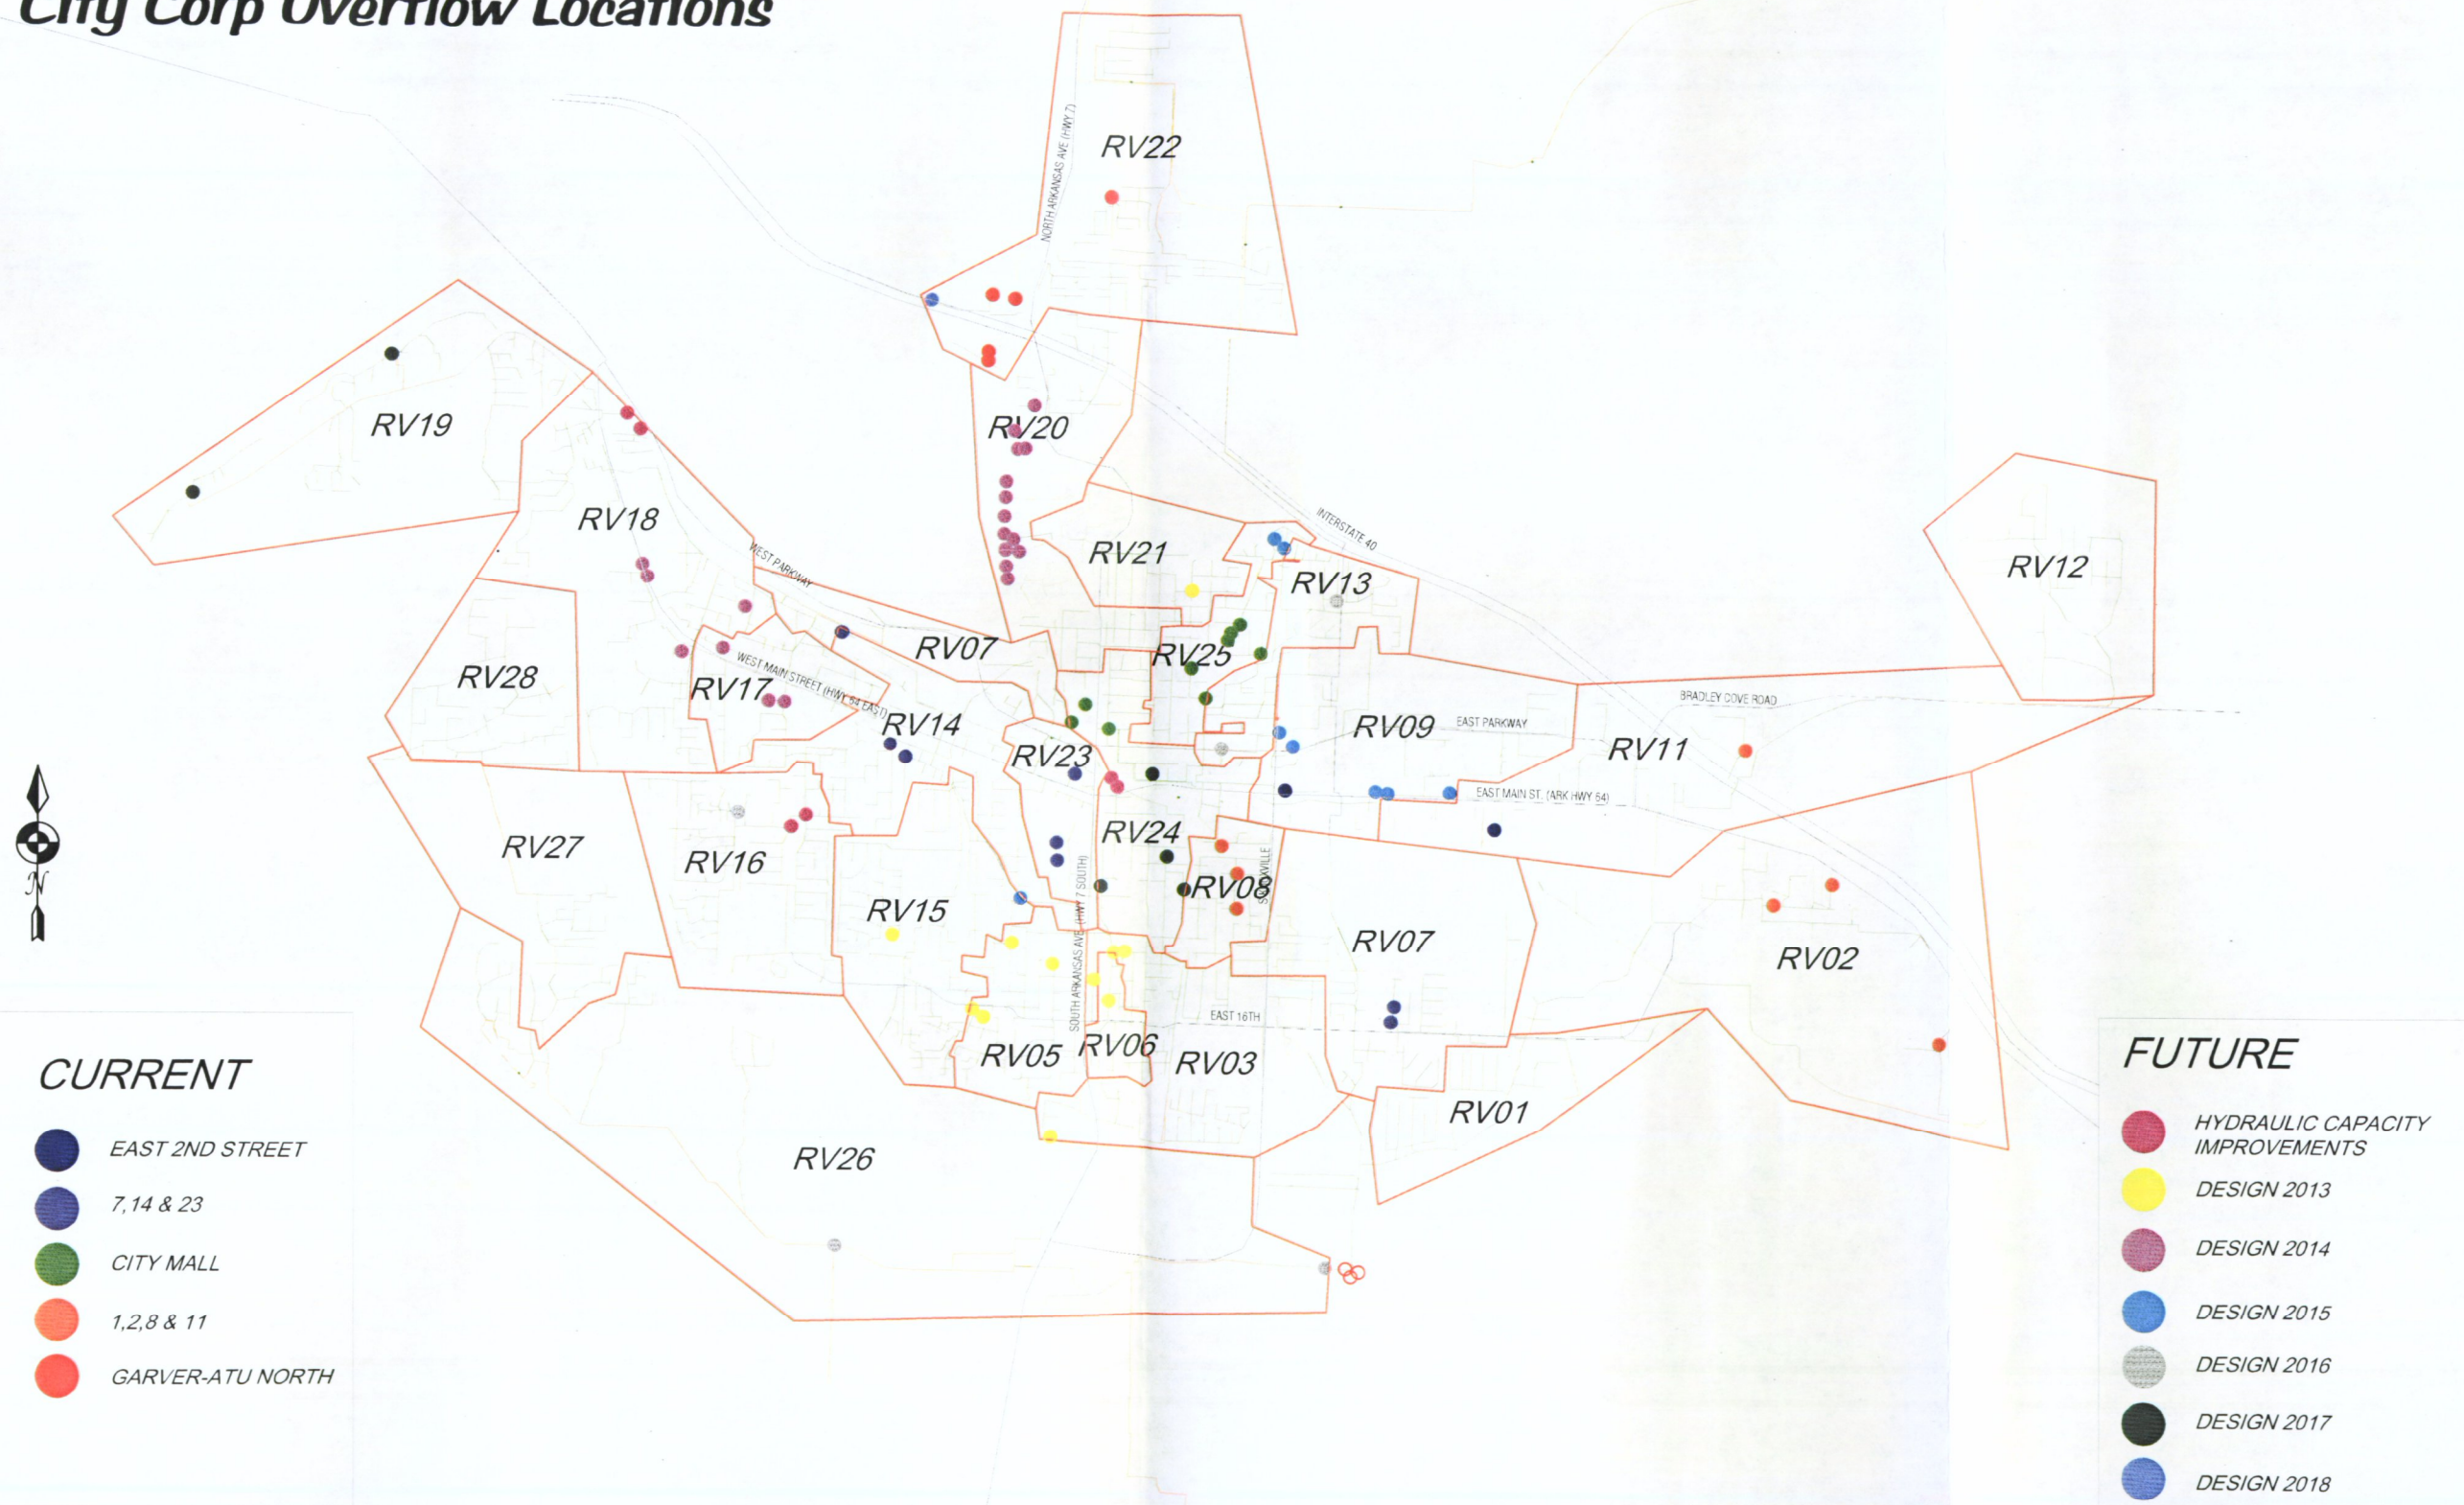 City Corp Overflow Locations
NORTH ARKANSAS AVE (HWY 7)
RV22
RV19
RV20
RV18
INTERSTATE 40
WEST PARKWAY
RV21
RV13
RV12
RV07
RV25
RV28
RV17
WEST MAIN STREET (HWY 64 EAST)
RV14
RV23
RV09
EAST PARKWAY
BRADLEY COVE ROAD
RV11
EAST MAIN ST. (ARK HWY 64)
RV27
RV16
RV24
RV08
RV15
SOUTH ARKANSAS AVE (HWY 7 SOUTH)
RV07
RV02
EAST 16TH
RV05
RV06
RV03
RV01
RV26
N
CURRENT
EAST 2ND STREET
7,14 & 23
CITY MALL
1,2,8 & 11
GARVER-ATU NORTH
FUTURE
HYDRAULIC CAPACITY
IMPROVEMENTS
DESIGN 2013
DESIGN 2014
DESIGN 2015
DESIGN 2016
DESIGN 2017
DESIGN 2018